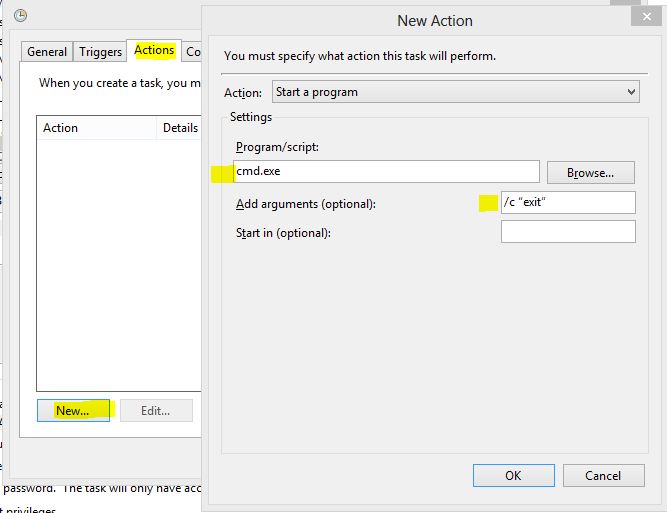 General Triggers Actions Co
When you create a task, you m
Action Details
New... Edit...
password. The task will only have acc
t privileges.
New Action
You must specify what action this task will perform.
Action: Start a program
Settings
Program/script:
cmd.exe Browse...
Add arguments (optional): /c "exit"
Start in (optional):
OK Cancel